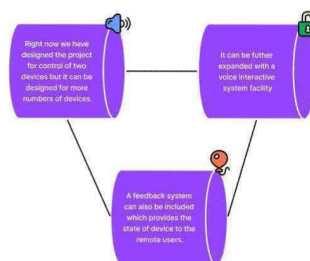 Right now we have
designed the project
for control of two
devices but it can be
designed for more
numbers of devices.
It can be futher
expanded with a
voice interactive
system facility
A feedback system
can also be included
which provides the
state of device to the
remote users.